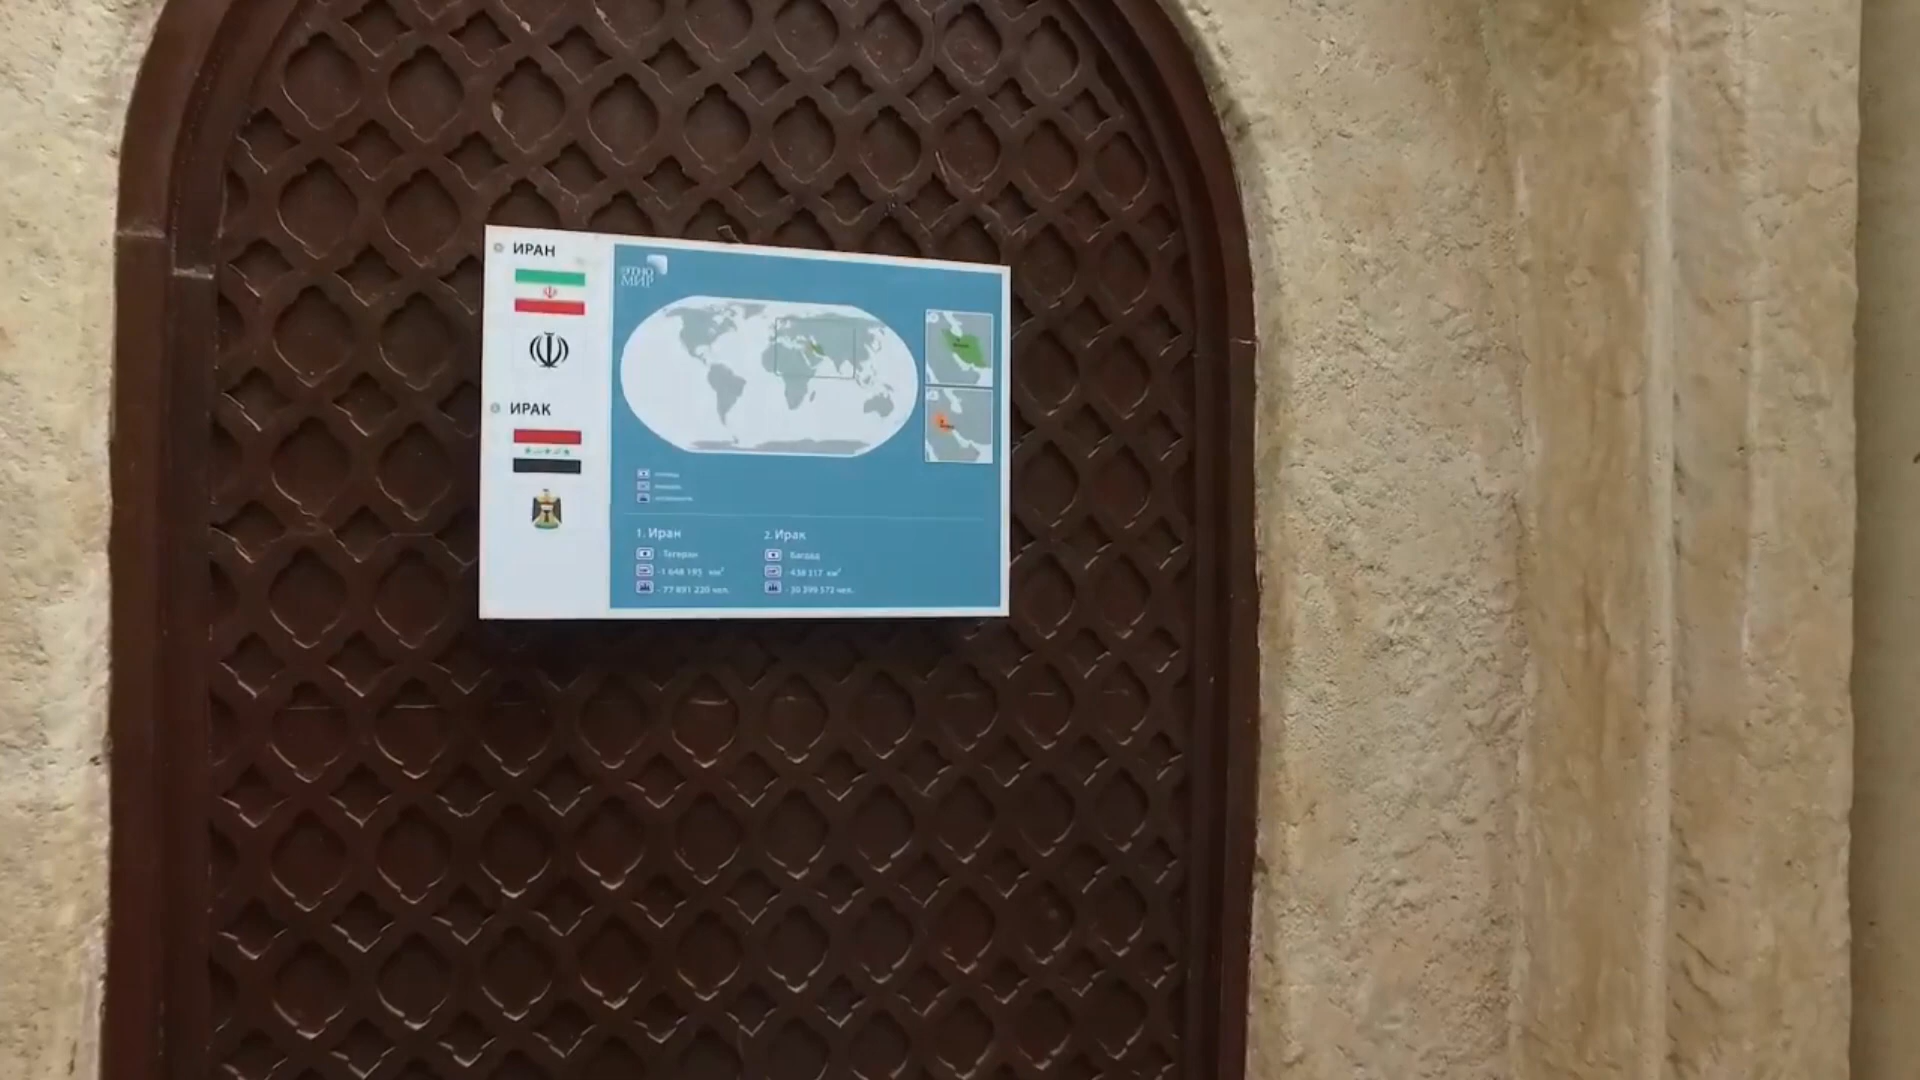 ИРАН
ИРАК
ЭТНО
МИР
1. Иран
- Тегеран
- 1 648 195 км²
- 77 891 220 чел.
2. Ирак
- Багдад
- 438 317 км²
- 30 399 572 чел.